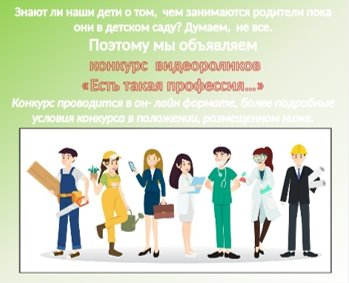 Знают ли наши дети о том,  чем занимаются родители пока
они в детском саду? Думаем,  не все.
Поэтому мы объявляем
конкурс  видеороликов
«Есть такая профессия...»
Конкурс проводится в он- лайн формате, более подробные
условия конкурса в положении, размещенном ниже.